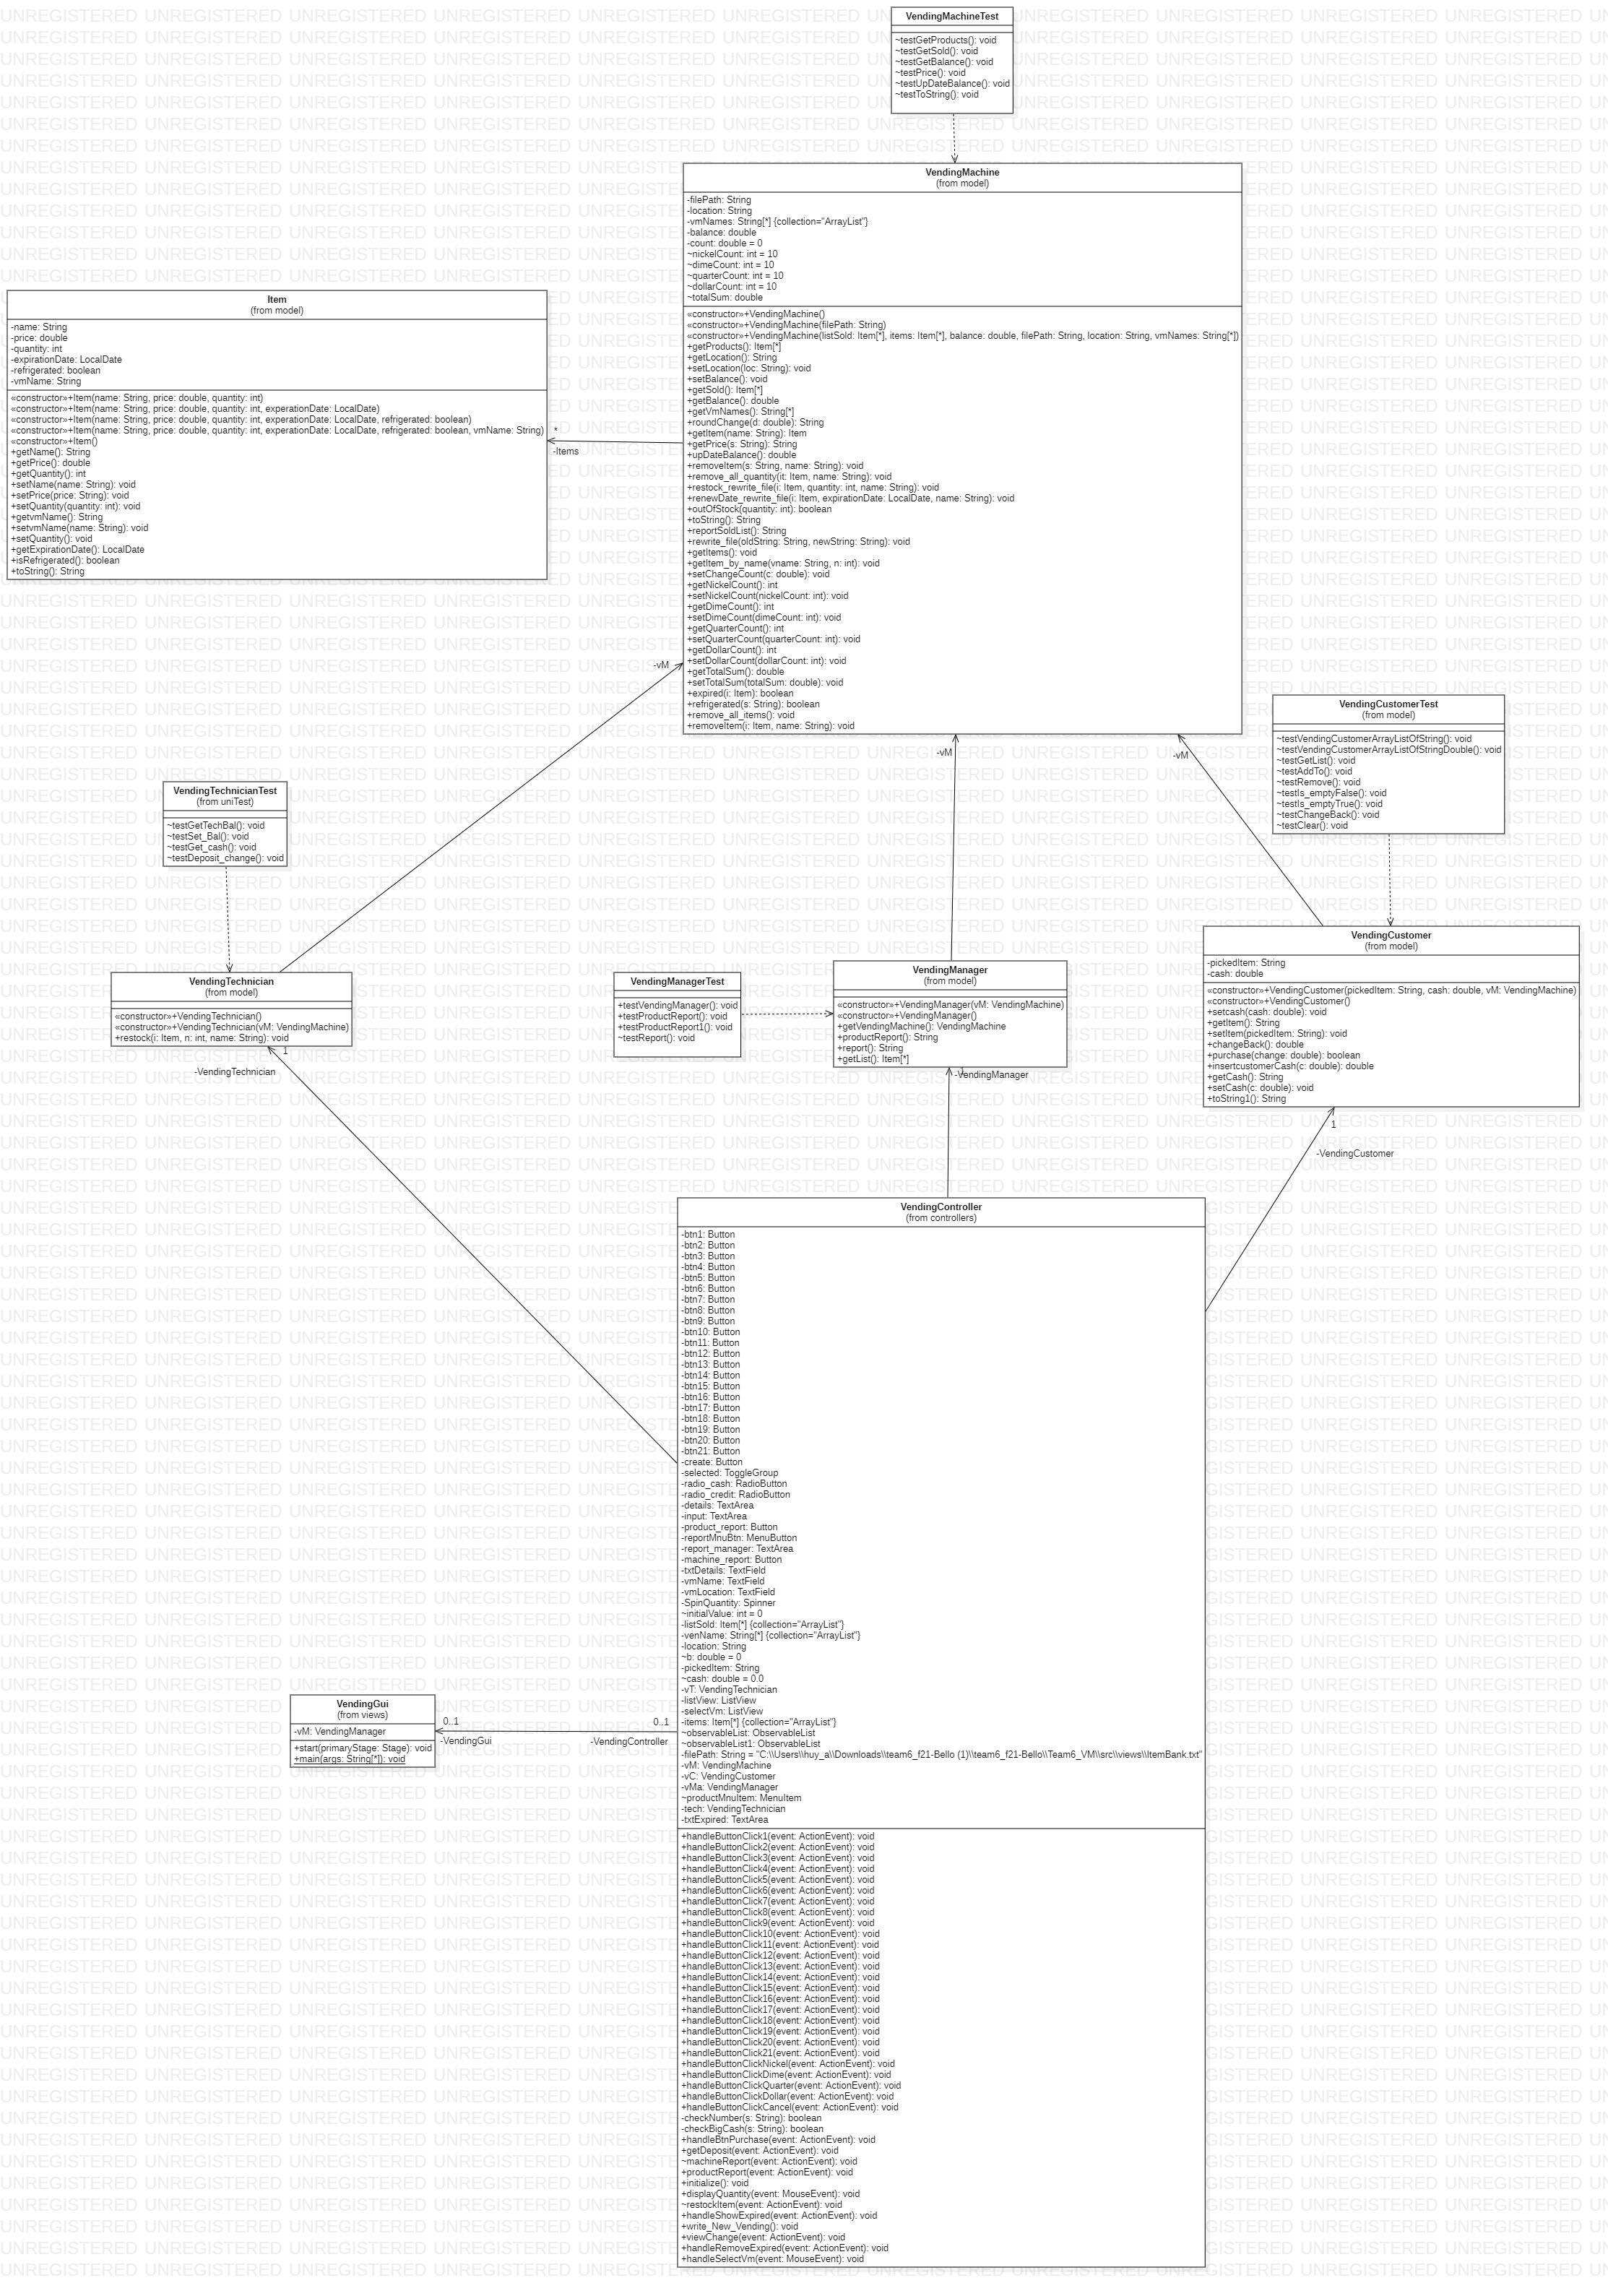 VendingMachineTest
~testGetProducts(): void
~testGetSold(): void
~testGetBalance(): void
~testPrice(): void
~testUpDateBalance(): void
~testToString(): void
VendingMachine
(from model)
-filePath: String
-location: String
-vmNames: String[*] {collection="ArrayList"}
-balance: double
-count: double = 0
~nickelCount: int = 10
~dimeCount: int = 10
~quarterCount: int = 10
~dollarCount: int = 10
~totalSum: double
«constructor»+VendingMachine()
«constructor»+VendingMachine(filePath: String)
«constructor»+VendingMachine(listSold: Item[*], items: Item[*], balance: double, filePath: String, location: String, vmNames: String[*])
+getProducts(): Item[*]
+getLocation(): String
+setLocation(loc: String): void
+setBalance(): void
+getSold(): Item[*]
+getBalance(): double
+getVmNames(): String[*]
+roundChange(d: double): String
+getItem(name: String): Item
+getPrice(s: String): String
+upDateBalance(): double
+removeItem(s: String, name: String): void
+remove_all_quantity(it: Item, name: String): void
+restock_rewrite_file(i: Item, quantity: int, name: String): void
+renewDate_rewrite_file(i: Item, expirationDate: LocalDate, name: String): void
+outOfStock(quantity: int): boolean
+toString(): String
+reportSoldList(): String
+rewrite_file(oldString: String, newString: String): void
+getItems(): void
+getItem_by_name(vname: String, n: int): void
+setChangeCount(c: double): void
+getNickelCount(): int
+setNickelCount(nickelCount: int): void
+getDimeCount(): int
+setDimeCount(dimeCount: int): void
+getQuarterCount(): int
+setQuarterCount(quarterCount: int): void
+getDollarCount(): int
+setDollarCount(dollarCount: int): void
+getTotalSum(): double
+setTotalSum(totalSum: double): void
+expired(i: Item): boolean
+refrigerated(s: String): boolean
+remove_all_items(): void
+removeItem(i: Item, name: String): void
Item
(from model)
-name: String
-price: double
-quantity: int
-expirationDate: LocalDate
-refrigerated: boolean
-vmName: String
«constructor»+Item(name: String, price: double, quantity: int)
«constructor»+Item(name: String, price: double, quantity: int, experationDate: LocalDate)
«constructor»+Item(name: String, price: double, quantity: int, experationDate: LocalDate, refrigerated: boolean)
«constructor»+Item(name: String, price: double, quantity: int, experationDate: LocalDate, refrigerated: boolean, vmName: String)
«constructor»+Item()
+getName(): String
+getPrice(): double
+getQuantity(): int
+setName(name: String): void
+setPrice(price: String): void
+setQuantity(quantity: int): void
+getvmName(): String
+setvmName(name: String): void
+setQuantity(): void
+getExpirationDate(): LocalDate
+isRefrigerated(): boolean
+toString(): String
*
-Items
-vM
-vM
-vM
VendingCustomerTest
(from model)
~testVendingCustomerArrayListOfString(): void
~testVendingCustomerArrayListOfStringDouble(): void
~testGetList(): void
~testAddTo(): void
~testRemove(): void
~testIs_emptyFalse(): void
~testIs_emptyTrue(): void
~testChangeBack(): void
~testClear(): void
VendingTechnicianTest
(from uniTest)
~testGetTechBal(): void
~testSet_Bal(): void
~testGet_cash(): void
~testDeposit_change(): void
VendingTechnician
(from model)
«constructor»+VendingTechnician()
«constructor»+VendingTechnician(vM: VendingMachine)
+restock(i: Item, n: int, name: String): void
1
-VendingTechnician
VendingManagerTest
+testVendingManager(): void
+testProductReport(): void
+testProductReport1(): void
~testReport(): void
VendingManager
(from model)
«constructor»+VendingManager(vM: VendingMachine)
«constructor»+VendingManager()
+getVendingMachine(): VendingMachine
+productReport(): String
+report(): String
+getList(): Item[*]
1
-VendingManager
VendingCustomer
(from model)
-pickedItem: String
-cash: double
«constructor»+VendingCustomer(pickedItem: String, cash: double, vM: VendingMachine)
«constructor»+VendingCustomer()
+setcash(cash: double): void
+getItem(): String
+setItem(pickedItem: String): void
+changeBack(): double
+purchase(change: double): boolean
+insertcustomerCash(c: double): double
+getCash(): String
+setCash(c: double): void
+toString1(): String
1
-VendingCustomer
VendingController
(from controllers)
-btn1: Button
-btn2: Button
-btn3: Button
-btn4: Button
-btn5: Button
-btn6: Button
-btn7: Button
-btn8: Button
-btn9: Button
-btn10: Button
-btn11: Button
-btn12: Button
-btn13: Button
-btn14: Button
-btn15: Button
-btn16: Button
-btn17: Button
-btn18: Button
-btn19: Button
-btn20: Button
-btn21: Button
-create: Button
-selected: ToggleGroup
-radio_cash: RadioButton
-radio_credit: RadioButton
-details: TextArea
-input: TextArea
-product_report: Button
-reportMnuBtn: MenuButton
-report_manager: TextArea
-machine_report: Button
-txtDetails: TextField
-vmName: TextField
-vmLocation: TextField
-SpinQuantity: Spinner
~initialValue: int = 0
-listSold: Item[*] {collection="ArrayList"}
-venName: String[*] {collection="ArrayList"}
-location: String
~b: double = 0
-pickedItem: String
~cash: double = 0.0
-vT: VendingTechnician
-listView: ListView
-selectVm: ListView
-items: Item[*] {collection="ArrayList"}
~observableList: ObservableList
~observableList1: ObservableList
-filePath: String = "C:\\Users\\huy_a\\Downloads\\team6_f21-Bello (1)\\team6_f21-Bello\\Team6_VM\\src\\views\\ItemBank.txt"
-vM: VendingMachine
-vC: VendingCustomer
-vMa: VendingManager
~productMnuItem: MenuItem
-tech: VendingTechnician
-txtExpired: TextArea
+handleButtonClick1(event: ActionEvent): void
+handleButtonClick2(event: ActionEvent): void
+handleButtonClick3(event: ActionEvent): void
+handleButtonClick4(event: ActionEvent): void
+handleButtonClick5(event: ActionEvent): void
+handleButtonClick6(event: ActionEvent): void
+handleButtonClick7(event: ActionEvent): void
+handleButtonClick8(event: ActionEvent): void
+handleButtonClick9(event: ActionEvent): void
+handleButtonClick10(event: ActionEvent): void
+handleButtonClick11(event: ActionEvent): void
+handleButtonClick12(event: ActionEvent): void
+handleButtonClick13(event: ActionEvent): void
+handleButtonClick14(event: ActionEvent): void
+handleButtonClick15(event: ActionEvent): void
+handleButtonClick16(event: ActionEvent): void
+handleButtonClick17(event: ActionEvent): void
+handleButtonClick18(event: ActionEvent): void
+handleButtonClick19(event: ActionEvent): void
+handleButtonClick20(event: ActionEvent): void
+handleButtonClick21(event: ActionEvent): void
+handleButtonClickNickel(event: ActionEvent): void
+handleButtonClickDime(event: ActionEvent): void
+handleButtonClickQuarter(event: ActionEvent): void
+handleButtonClickDollar(event: ActionEvent): void
+handleButtonClickCancel(event: ActionEvent): void
-checkNumber(s: String): boolean
-checkBigCash(s: String): boolean
+handleBtnPurchase(event: ActionEvent): void
+getDeposit(event: ActionEvent): void
~machineReport(event: ActionEvent): void
+productReport(event: ActionEvent): void
+initialize(): void
+displayQuantity(event: MouseEvent): void
~restockItem(event: ActionEvent): void
+handleShowExpired(event: ActionEvent): void
+write_New_Vending(): void
+viewChange(event: ActionEvent): void
+handleRemoveExpired(event: ActionEvent): void
+handleSelectVm(event: MouseEvent): void
VendingGui
(from views)
-vM: VendingManager
+start(primaryStage: Stage): void
+main(args: String[*]): void
0..1
-VendingGui
0..1
-VendingController